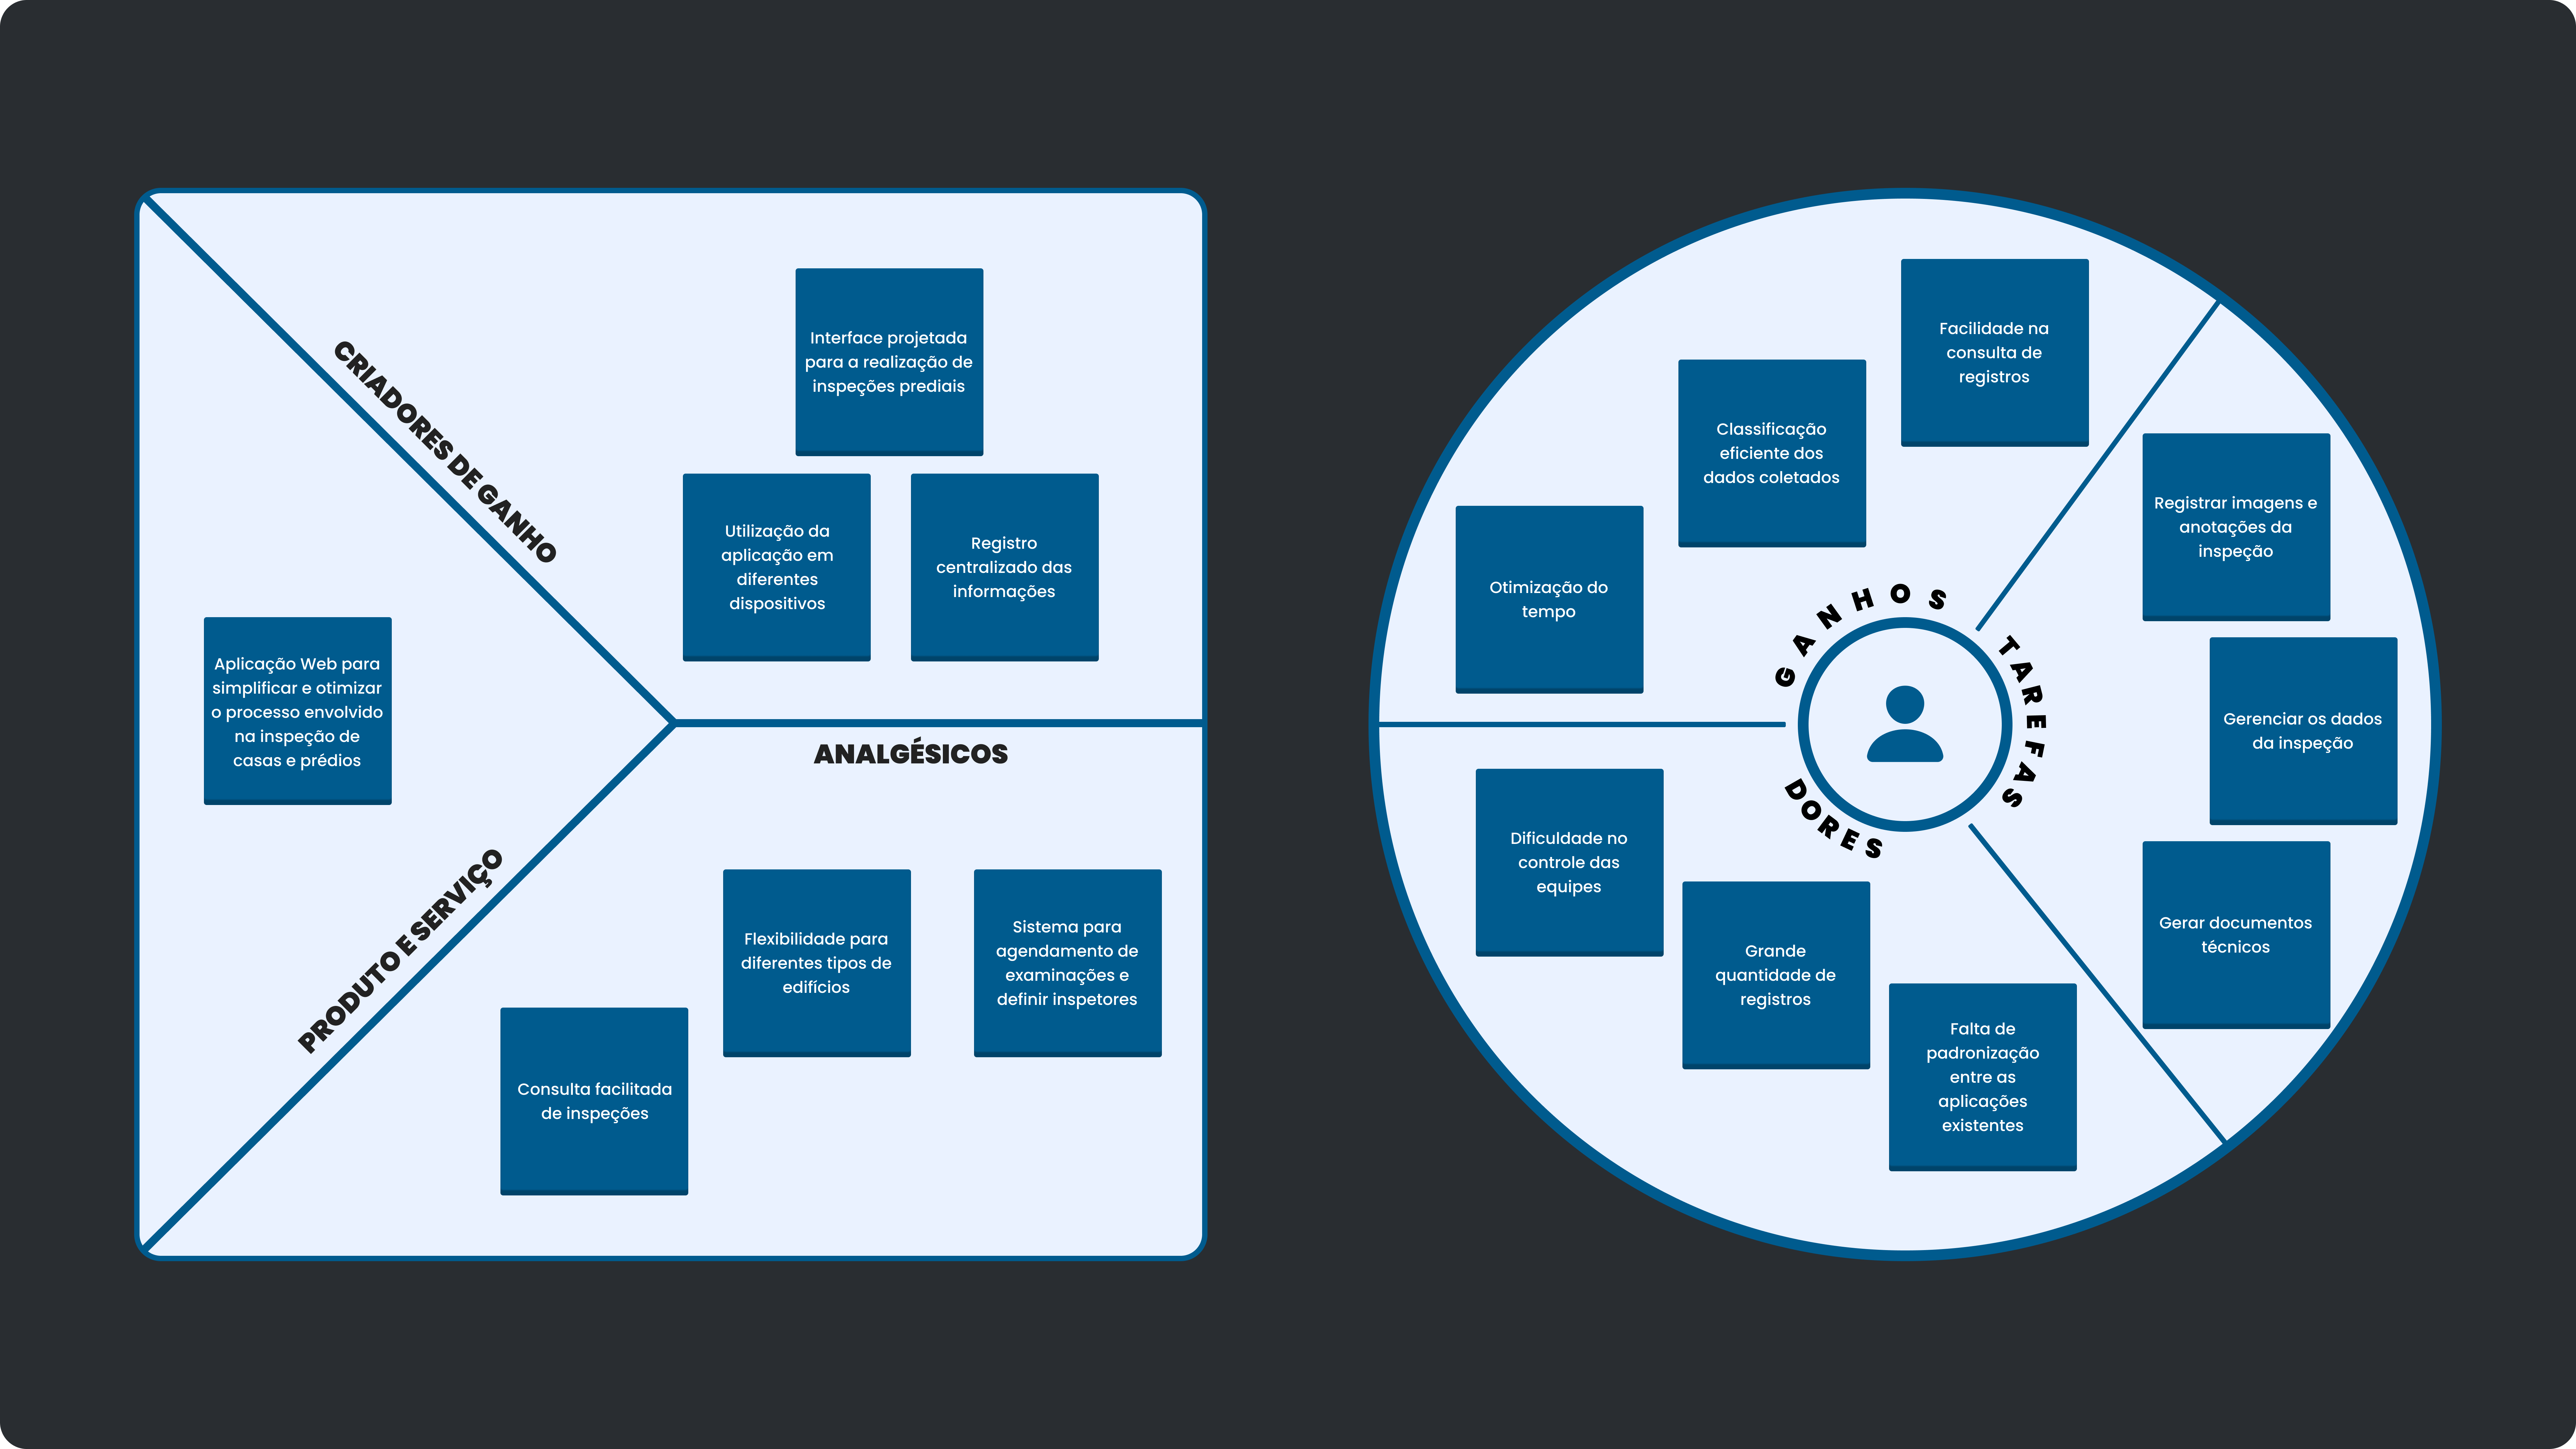 CRIADORES DE GANHO
Interface projetada
para a realização de
inspeções prediais
Utilização da
aplicação em
diferentes
dispositivos
Registro
centralizado das
informações
Aplicação Web para
simplificar e otimizar
o processo envolvido
na inspeção de
casas e prédios
PRODUTO E SERVIÇO
ANALGÉSICOS
Flexibilidade para
diferentes tipos de
edifícios
Sistema para
agendamento de
examinações e
definir inspetores
Consulta facilitada
de inspeções
GANHOS
Facilidade na
consulta de
registros
Classificação
eficiente dos
dados coletados
Otimização do
tempo
TAREFAS
Registrar imagens e
anotações da
inspeção
Gerenciar os dados
da inspeção
Gerar documentos
técnicos
DORES
Dificuldade no
controle das
equipes
Grande
quantidade de
registros
Falta de
padronização
entre as
aplicações
existentes